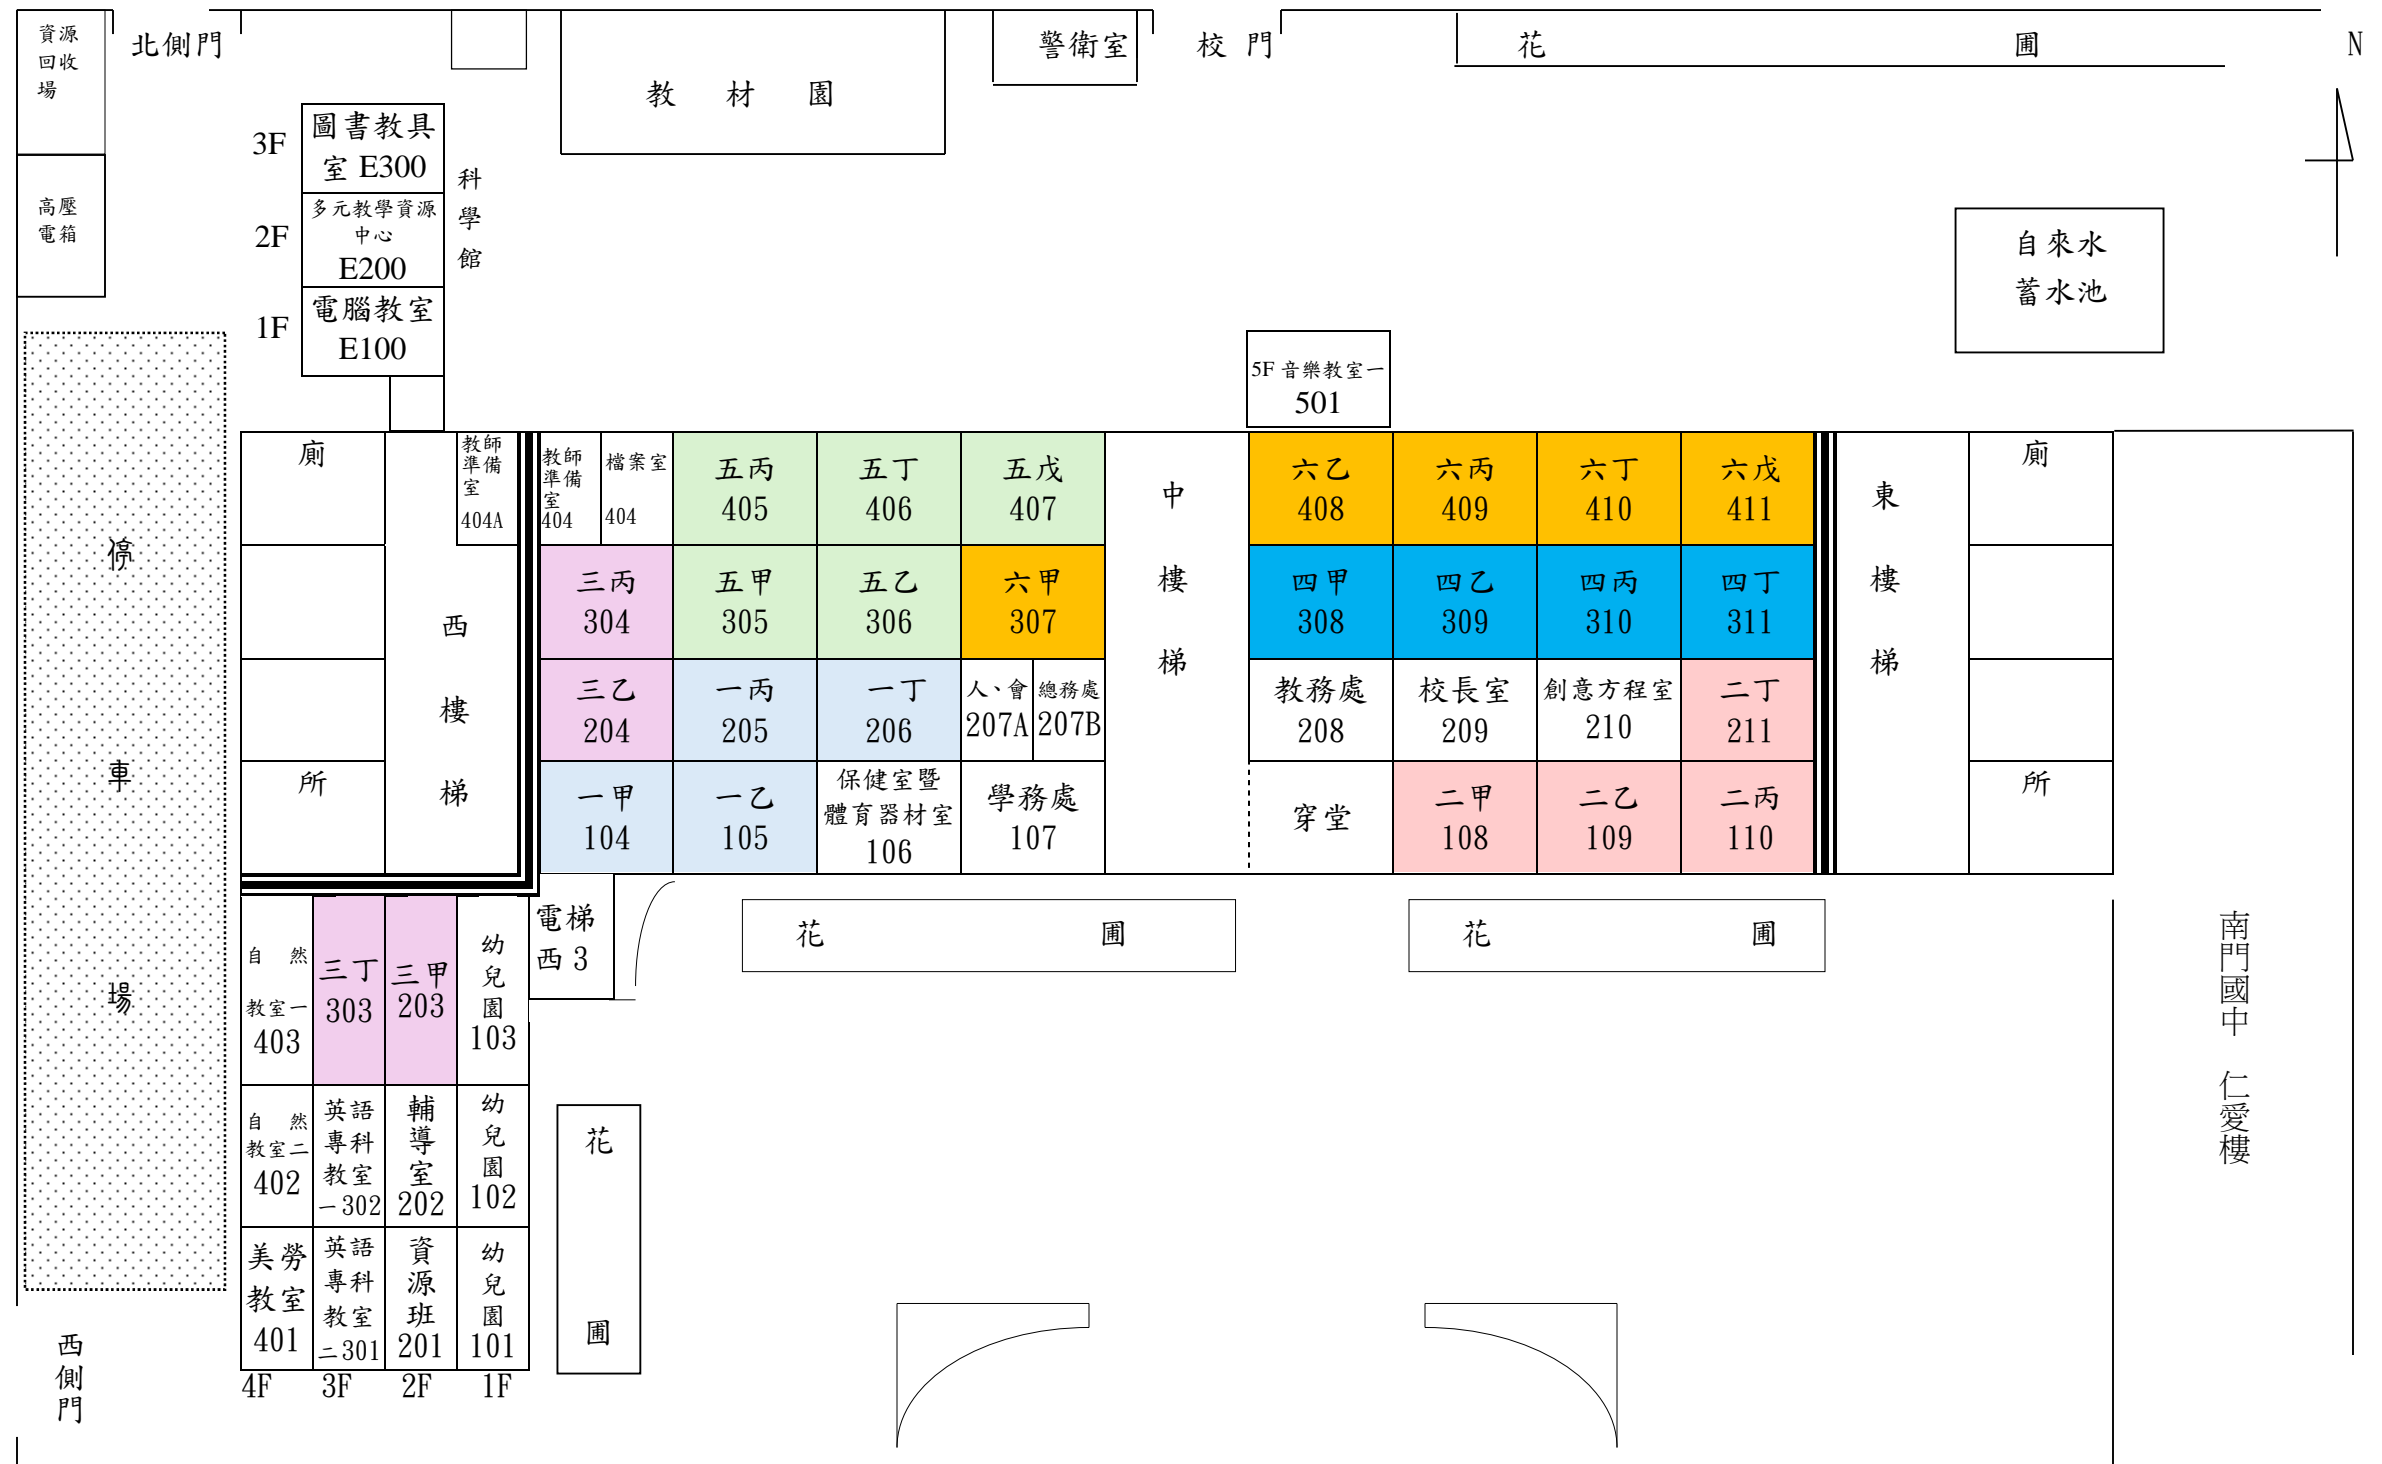 資源
回收
場
北側門
教 材 園
警衛室
校 門
花 圃
N
高壓
電箱
3F
圖書教具
室 E300
2F
多元教學資源
中心
E200
1F
電腦教室
E100
科
學
館
自來水
蓄水池
5F 音樂教室一
501
停
車
場
廁
所
西
樓
梯
教師
準備
室
404A
教師
準備
室
404
檔案室
404
五丙
405
五丁
406
五戊
407
中
樓
梯
六乙
408
六丙
409
六丁
410
六戊
411
東
樓
梯
廁
所
三丙
304
五甲
305
五乙
306
六甲
307
四甲
308
四乙
309
四丙
310
四丁
311
三乙
204
一丙
205
一丁
206
人、會
207A
總務處
207B
教務處
208
校長室
209
創意方程室
210
二丁
211
一甲
104
一乙
105
保健室暨
體育器材室
106
學務處
107
穿堂
二甲
108
二乙
109
二丙
110
自 然
教室一
403
三丁
303
三甲
203
幼
兒
園
103
電梯
西 3
花 圃
花 圃
南門國中 仁愛樓
自 然
教室二
402
英語
專科
教室
一302
輔
導
室
202
幼
兒
園
102
花
圃
美勞
教室
401
英語
專科
教室
二301
資
源
班
201
幼
兒
園
101
4F 3F 2F 1F
西
側
門